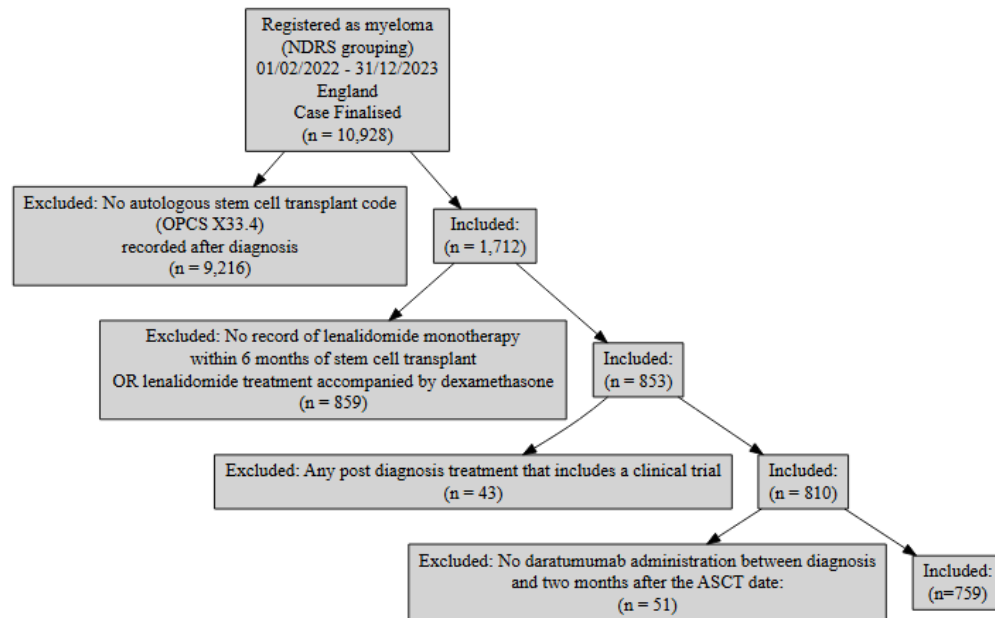 Registered as myeloma
(NDRS grouping)
01/02/2022 - 31/12/2023
England
Case Finalised
(n = 10,928)
Excluded: No autologous stem cell transplant code
(OPCS X33.4)
recorded after diagnosis
(n = 9,216)
Included:
(n = 1,712)
Excluded: No record of lenalidomide monotherapy
within 6 months of stem cell transplant
OR lenalidomide treatment accompanied by dexamethasone
(n = 859)
Included:
(n = 853)
Excluded: Any post diagnosis treatment that includes a clinical trial
(n = 43)
Included:
(n = 810)
Excluded: No daratumumab administration between diagnosis
and two months after the ASCT date:
(n = 51)
Included:
(n=759)